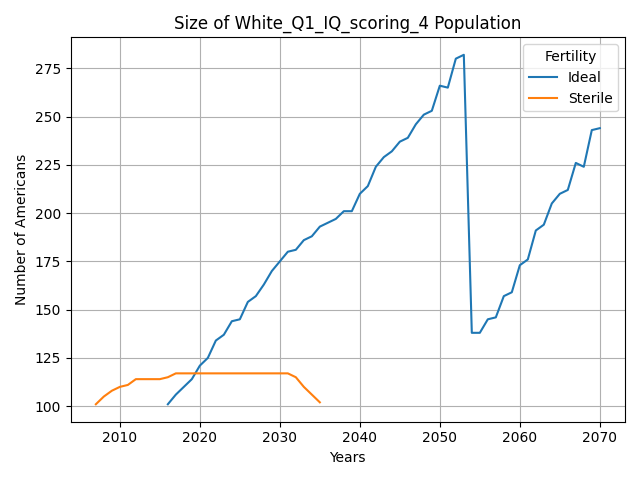 Size of White_Q1_IQ_scoring_4 Population
Number of Americans
275
250
225
200
175
150
125
100
Fertility
Ideal
Sterile
2010 2020 2030 2040 2050 2060 2070
Years